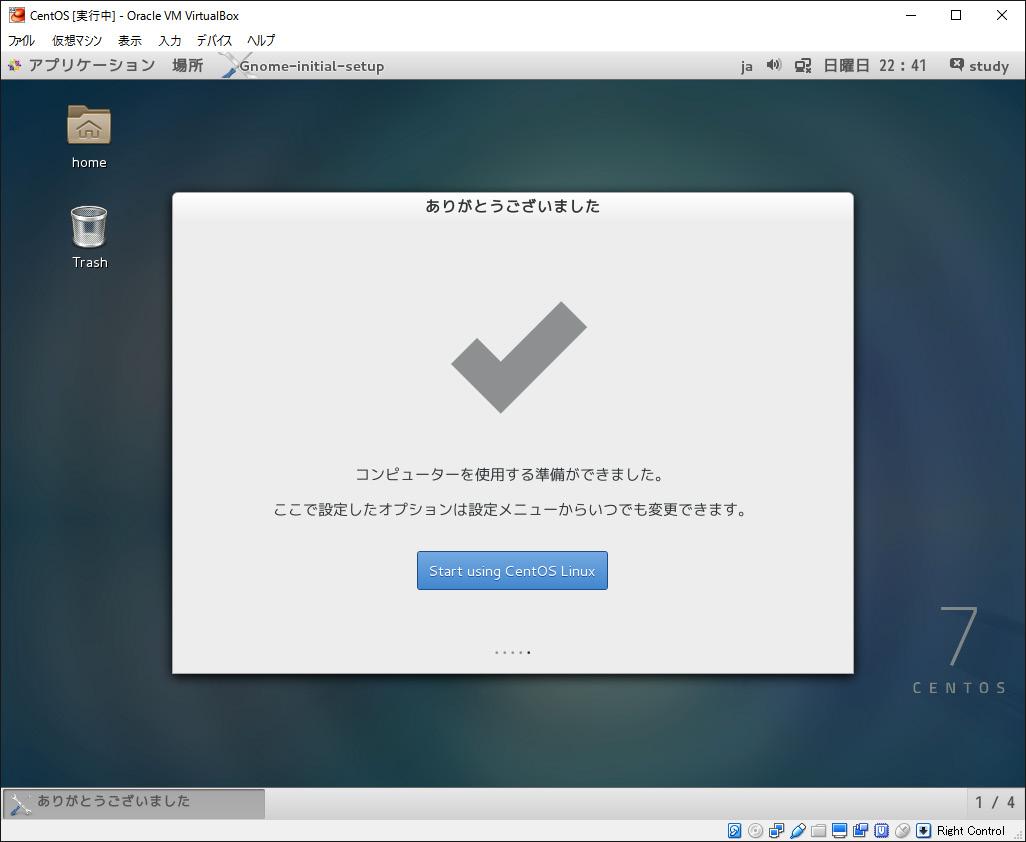 CentOS [実行中] - Oracle VM VirtualBox
ファイル 仮想マシン 表示 入力 デバイス ヘルプ
アプリケーション 場所 Gnome-initial-setup ja 日曜日 22：41 study
home
Trash
ありがとうございました
コンピューターを使用する準備ができました。
ここで設定したオプションは設定メニューからいつでも変更できます。
Start using CentOS Linux
7
CENTOS
ありがとうございました 1 / 4
Right Control